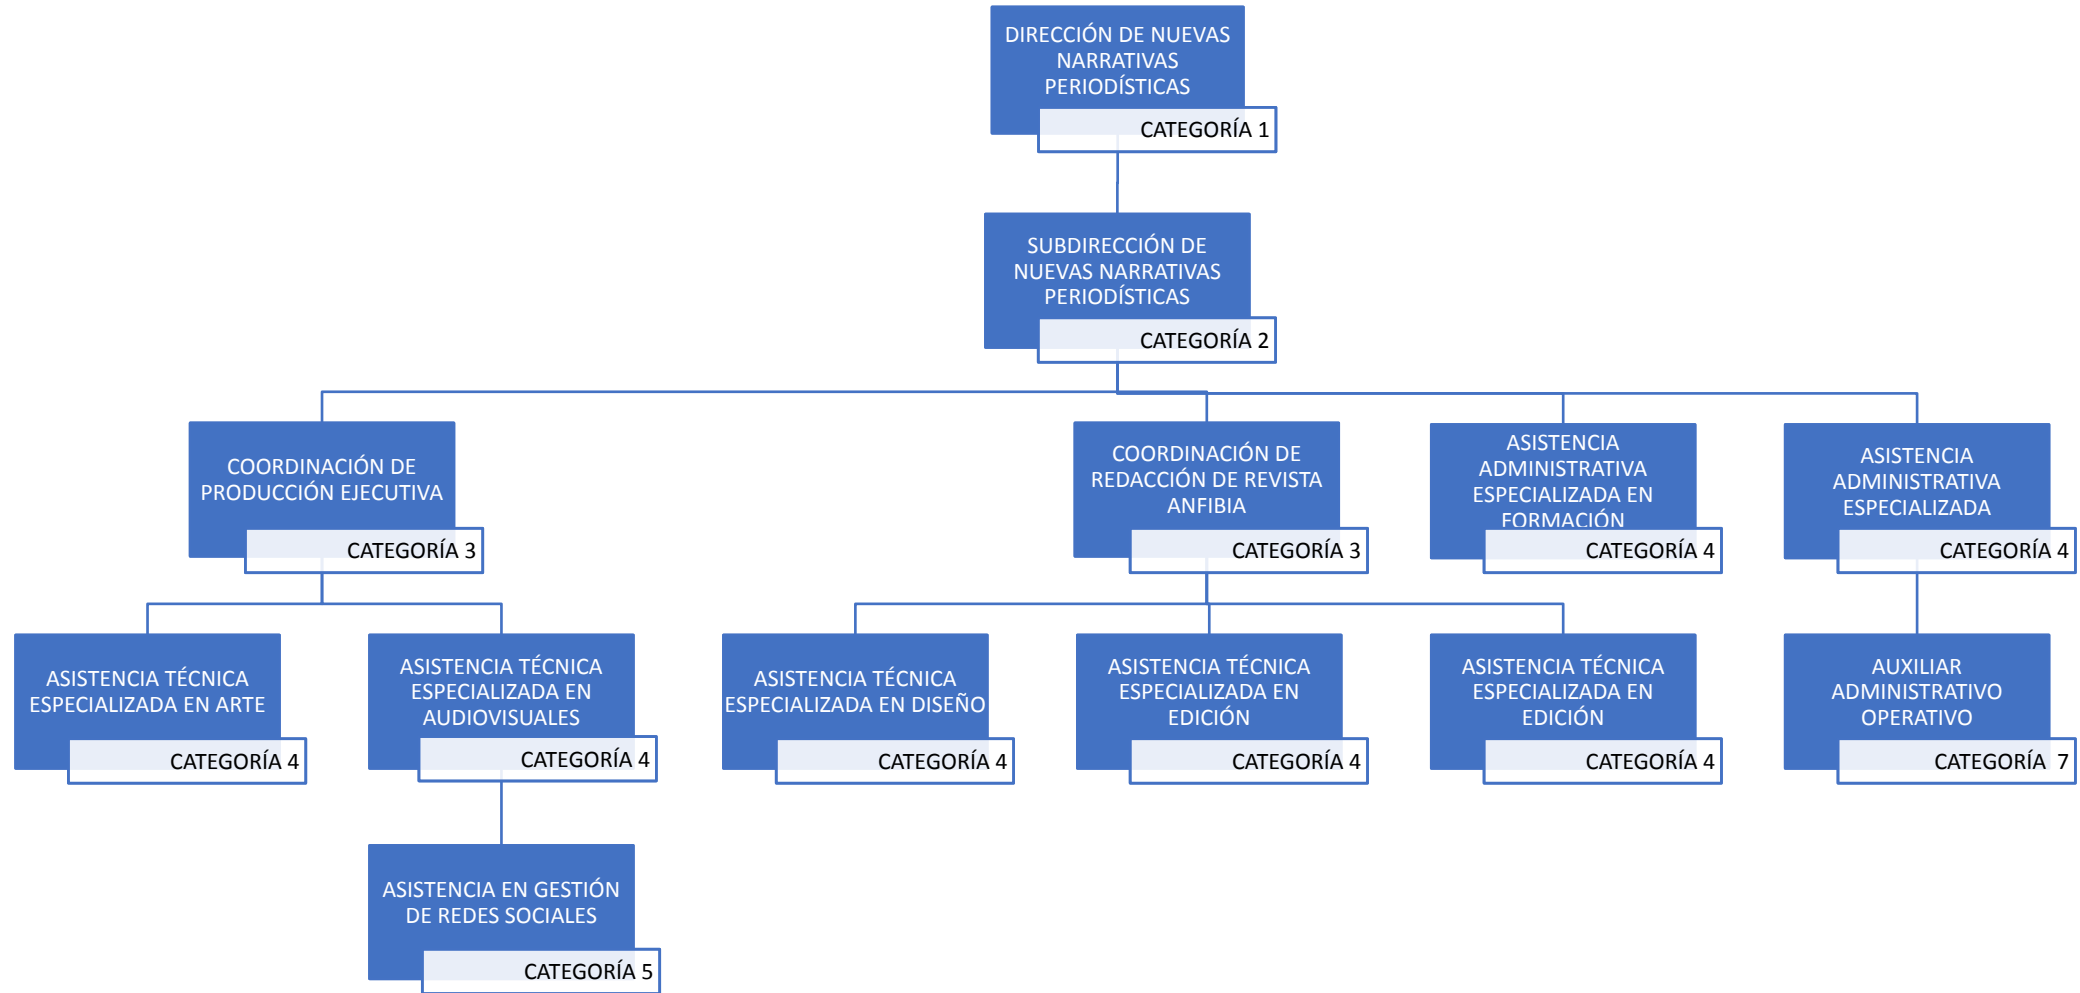 DIRECCIÓN DE NUEVAS
NARRATIVAS
PERIODÍSTICAS
CATEGORÍA 1
SUBDIRECCIÓN DE
NUEVAS NARRATIVAS
PERIODÍSTICAS
CATEGORÍA 2
COORDINACIÓN DE
PRODUCCIÓN EJECUTIVA
CATEGORÍA 3
COORDINACIÓN DE
REDACCIÓN DE REVISTA
ANFIBIA
CATEGORÍA 3
ASISTENCIA
ADMINISTRATIVA
ESPECIALIZADA EN
FORMACIÓN
CATEGORÍA 4
ASISTENCIA
ADMINISTRATIVA
ESPECIALIZADA
CATEGORÍA 4
ASISTENCIA TÉCNICA
ESPECIALIZADA EN ARTE
CATEGORÍA 4
ASISTENCIA TÉCNICA
ESPECIALIZADA EN
AUDIOVISUALES
CATEGORÍA 4
ASISTENCIA TÉCNICA
ESPECIALIZADA EN DISEÑO
CATEGORÍA 4
ASISTENCIA TÉCNICA
ESPECIALIZADA EN
EDICIÓN
CATEGORÍA 4
ASISTENCIA TÉCNICA
ESPECIALIZADA EN
EDICIÓN
CATEGORÍA 4
AUXILIAR
ADMINISTRATIVO
OPERATIVO
CATEGORÍA 7
ASISTENCIA EN GESTIÓN
DE REDES SOCIALES
CATEGORÍA 5